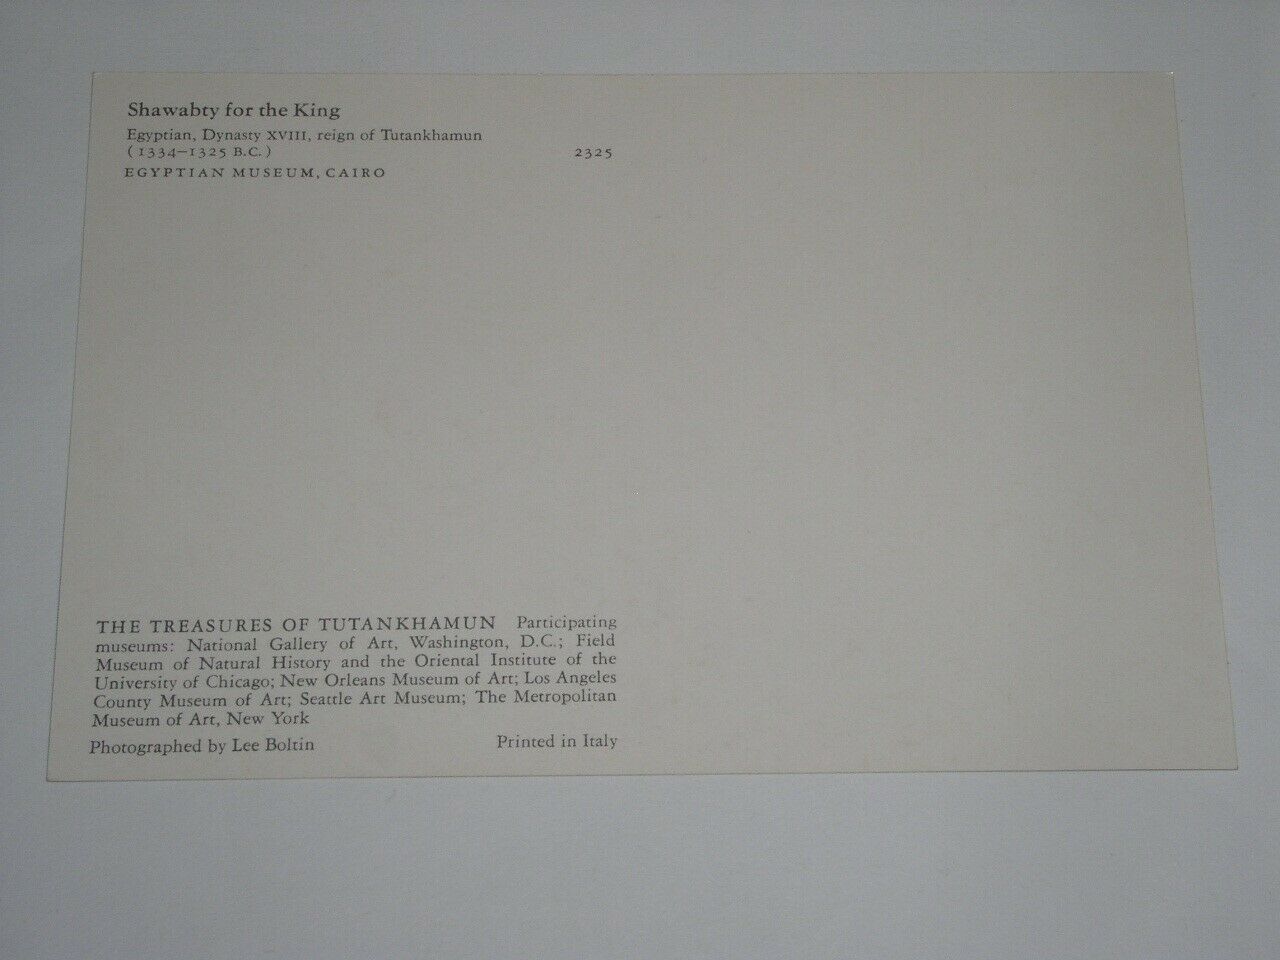 Shawabty for the King
Egyptian, Dynasty XVIII, reign of Tutankhamun
(1334–1325 B.C.) 2325
EGYPTIAN MUSEUM, CAIRO
THE TREASURES OF TUTANKHAMUN Participating
museums: National Gallery of Art, Washington, D.C.; Field
Museum of Natural History and the Oriental Institute of the
University of Chicago; New Orleans Museum of Art; Los Angeles
County Museum of Art; Seattle Art Museum; The Metropolitan
Museum of Art, New York
Photographed by Lee Boltin Printed in Italy